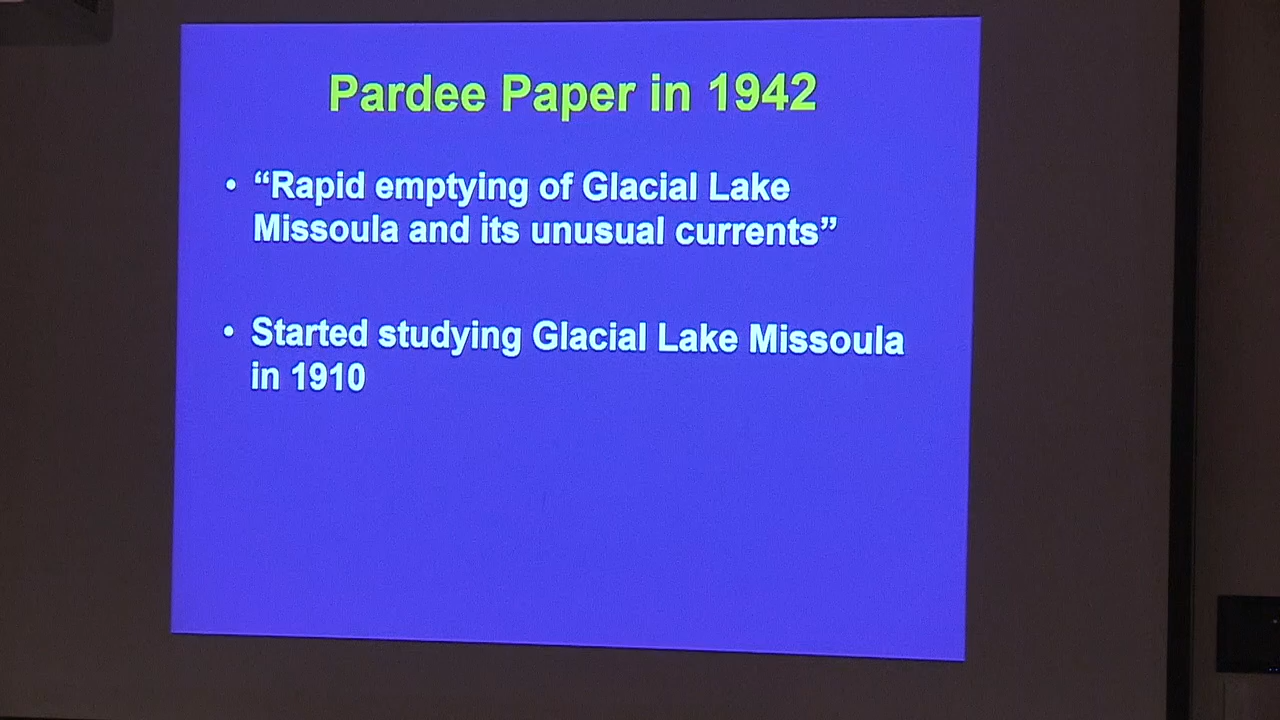 Pardee Paper in 1942
• “Rapid emptying of Glacial Lake
Missoula and its unusual currents”
• Started studying Glacial Lake Missoula
in 1910